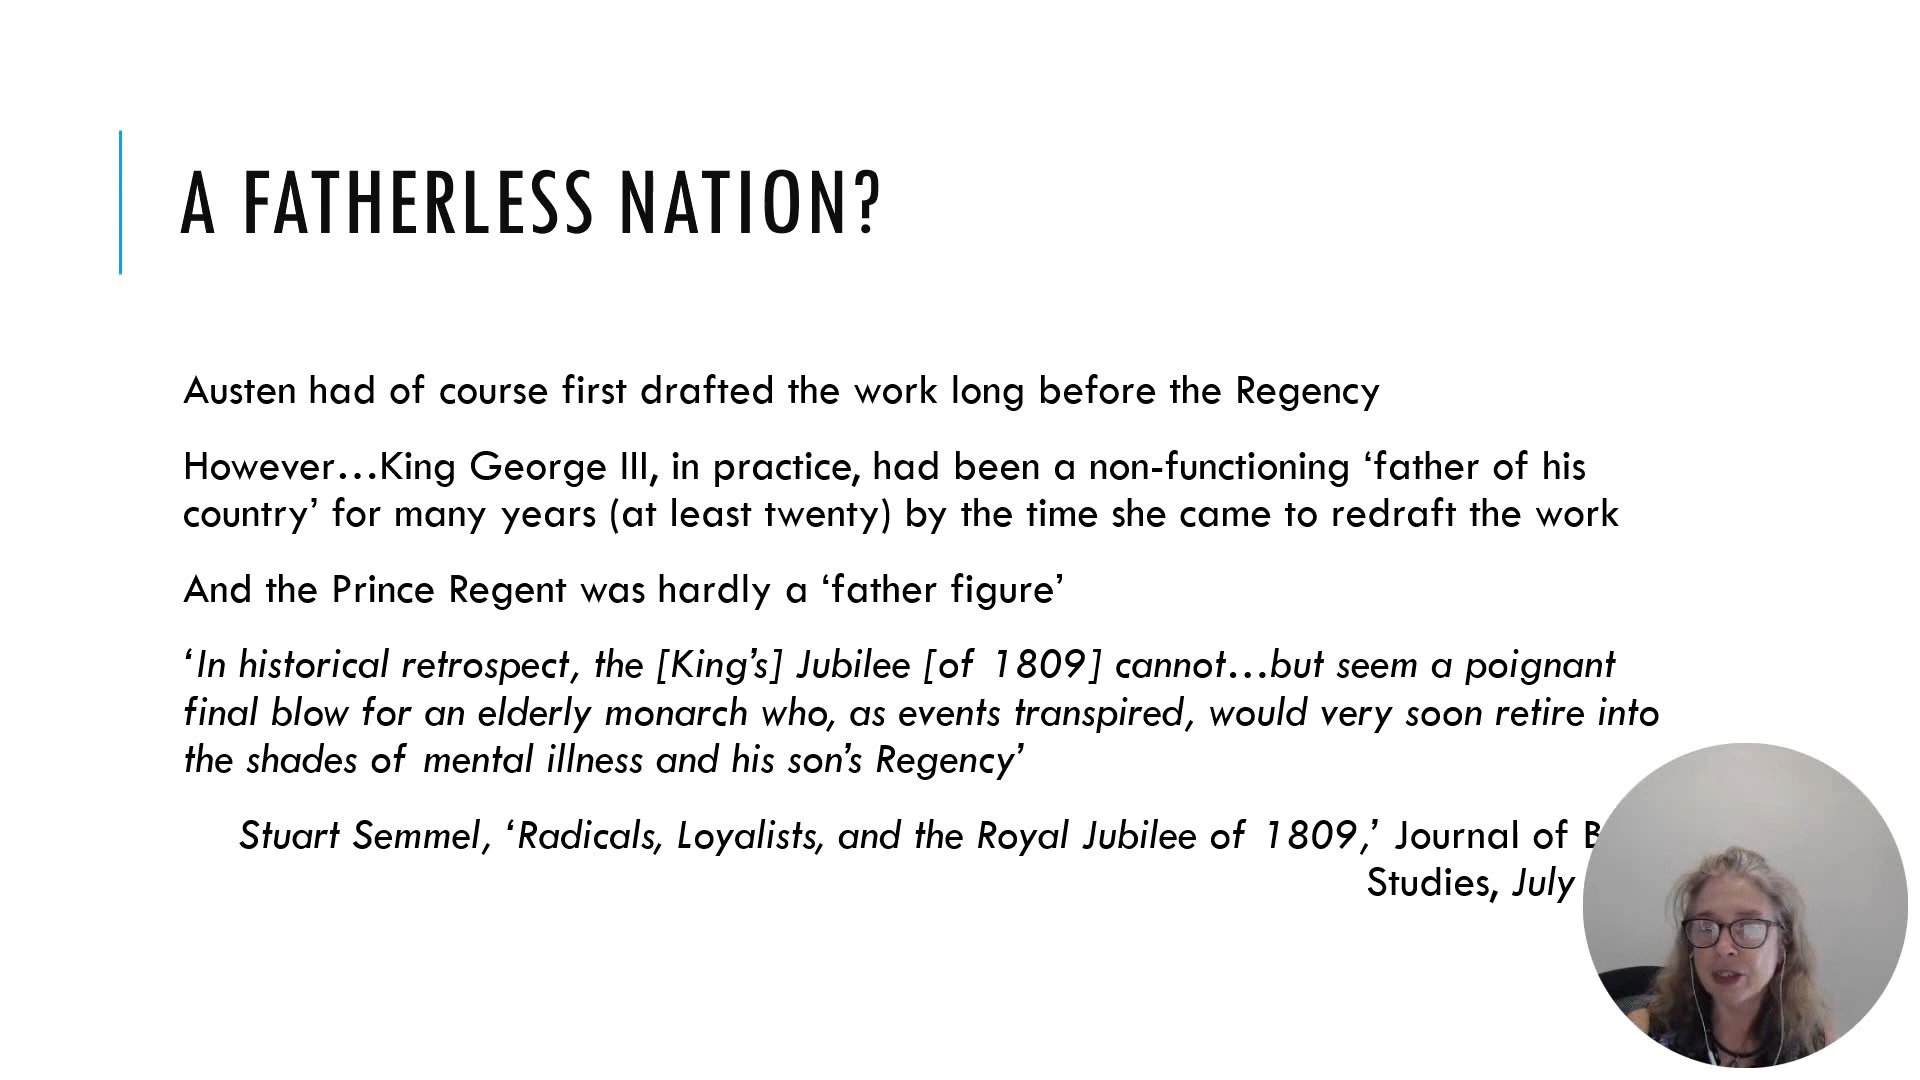 A FATHERLESS NATION?
Austen had of course first drafted the work long before the Regency
However…King George III, in practice, had been a non-functioning ‘father of his
country’ for many years (at least twenty) by the time she came to redraft the work
And the Prince Regent was hardly a ‘father figure’
‘In historical retrospect, the [King’s] Jubilee [of 1809] cannot…but seem a poignant
final blow for an elderly monarch who, as events transpired, would very soon retire into
the shades of mental illness and his son’s Regency’
Stuart Semmel, ‘Radicals, Loyalists, and the Royal Jubilee of 1809,’ Journal of
Studies, July